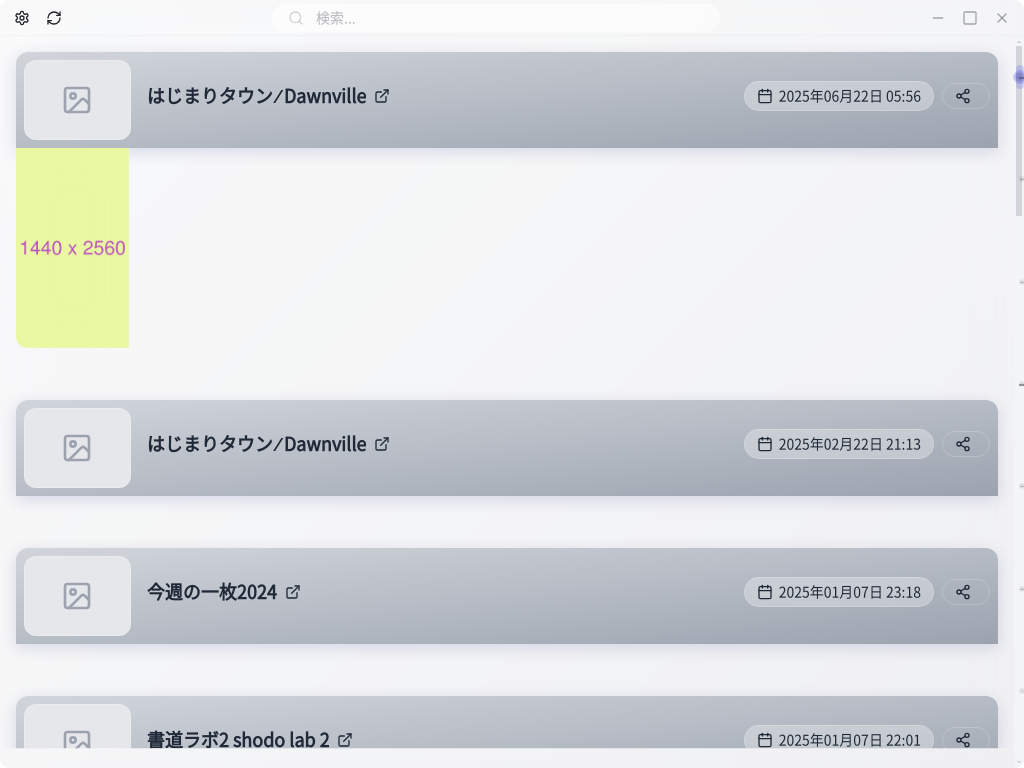 検索...
はじまりタウン⁄Dawnville
2025年06月22日 05:56
1440 x 2560
はじまりタウン⁄Dawnville
2025年02月22日 21:13
今週の一枚2024
2025年01月07日 23:18
書道ラボ2 shodo lab 2
2025年01月07日 22:01